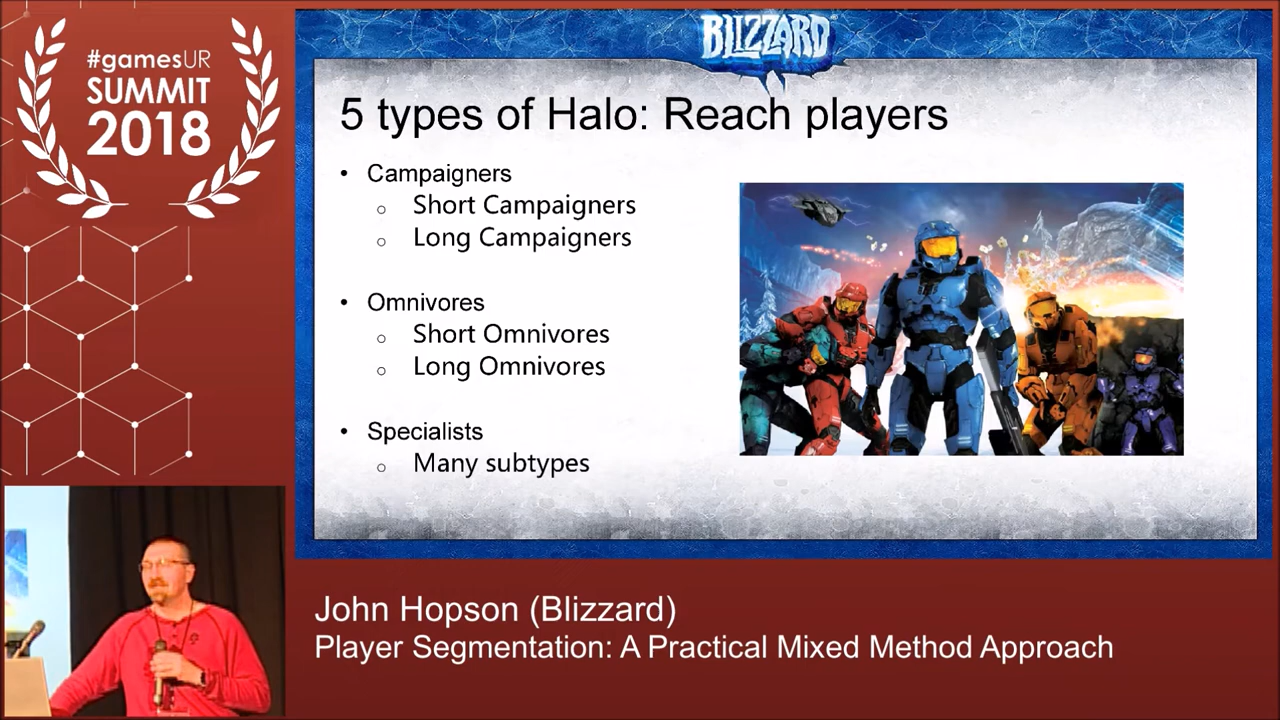 #gamesUR
SUMMIT
2018
BLIZZARD
5 types of Halo: Reach players
• Campaigners
o Short Campaigners
o Long Campaigners
• Omnivores
o Short Omnivores
o Long Omnivores
• Specialists
o Many subtypes
John Hopson (Blizzard)
Player Segmentation: A Practical Mixed Method Approach